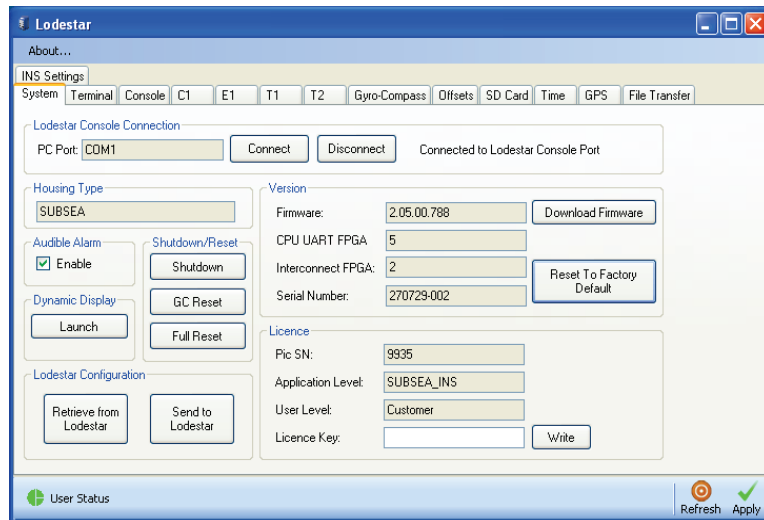 Lodestar
About...
INS Settings
System Terminal Console C1 E1 T1 T2 Gyro-Compass Offsets SD Card Time GPS File Transfer
Lodestar Console Connection
PC Port: COM1 Connect Disconnect Connected to Lodestar Console Port
Housing Type
SUBSEA
Audible Alarm
Enable
Dynamic Display
Launch
Shutdown/Reset
Shutdown
GC Reset
Full Reset
Lodestar Configuration
Retrieve from
Lodestar
Send to
Lodestar
Version
Firmware: 2.05.00.788 Download Firmware
CPU UART FPGA 5
Interconnect FPGA: 2
Reset To Factory
Default
Serial Number: 270729-002
Licence
Pic SN: 9935
Application Level: SUBSEA_INS
User Level: Customer
Licence Key: Write
User Status
Refresh Apply